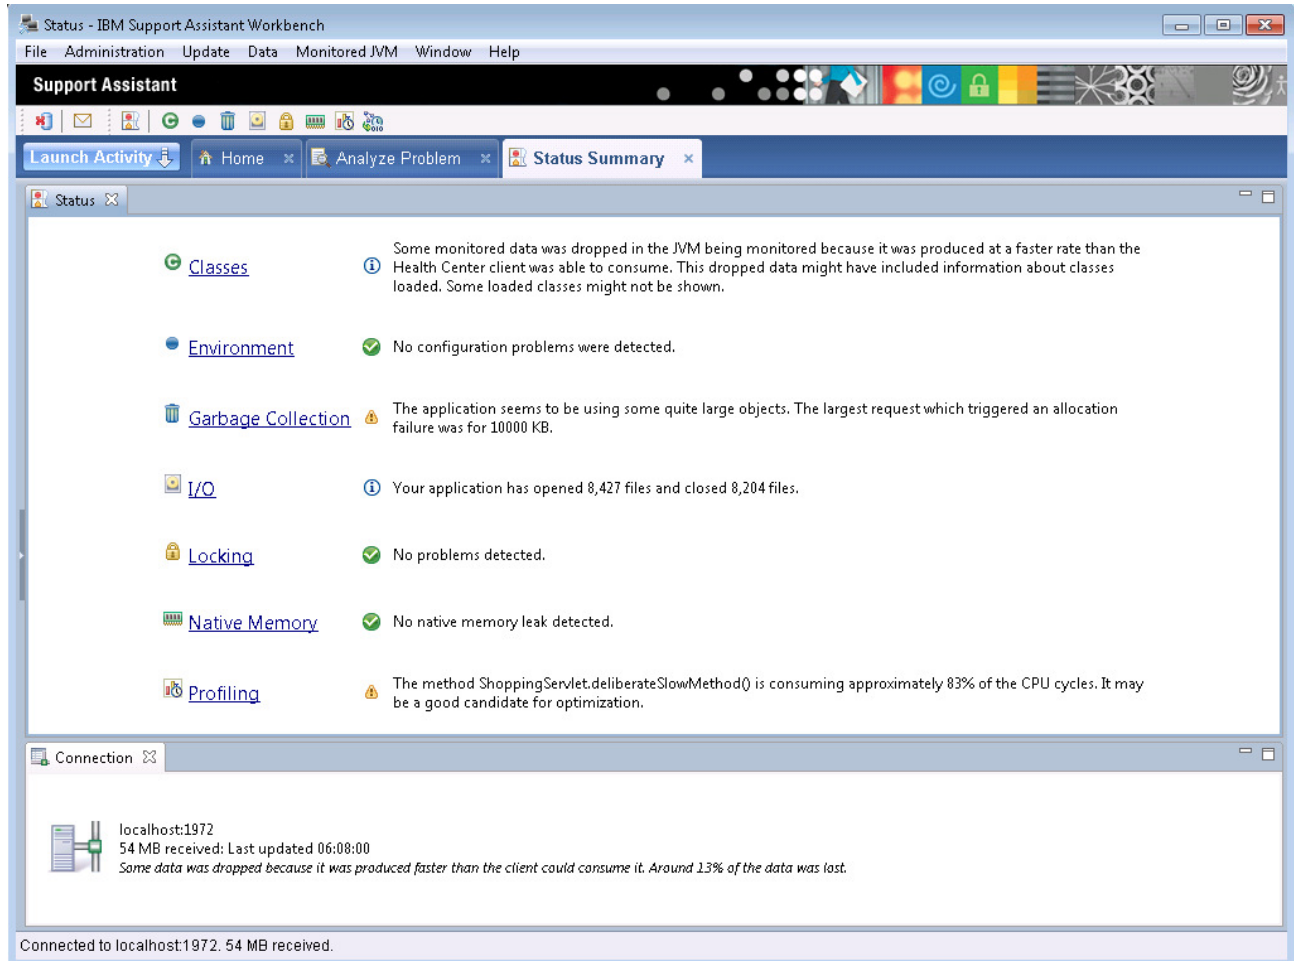 Status - IBM Support Assistant Workbench
File Administration Update Data Monitored JVM Window Help
Support Assistant
Launch Activity Home Analyze Problem Status Summary
Status
Classes
Some monitored data was dropped in the JVM being monitored because it was produced at a faster rate than the
Health Center client was able to consume. This dropped data might have included information about classes
loaded. Some loaded classes might not be shown.
Environment No configuration problems were detected.
Garbage Collection
The application seems to be using some quite large objects. The largest request which triggered an allocation
failure was for 10000 KB.
I/O Your application has opened 8,427 files and closed 8,204 files.
Locking No problems detected.
Native Memory No native memory leak detected.
Profiling
The method ShoppingServlet.deliberateSlowMethod() is consuming approximately 83% of the CPU cycles. It may
be a good candidate for optimization.
Connection
localhost:1972
54 MB received: Last updated 06:08:00
Some data was dropped because it was produced faster than the client could consume it. Around 13% of the data was lost.
Connected to localhost:1972. 54 MB received.